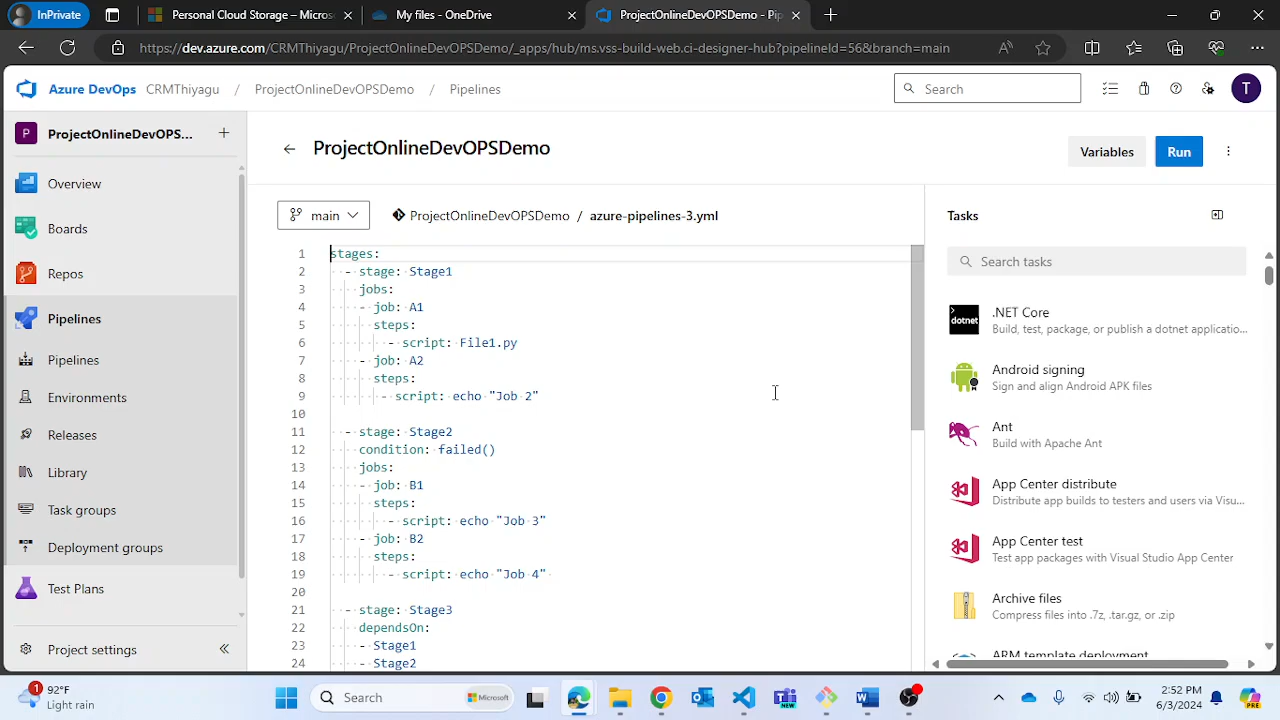 InPrivate
Personal Cloud Storage – Micros
My files - OneDrive
ProjectOnlineDevOPSDemo - Pip
https://dev.azure.com/CRMThiyagu/ProjectOnlineDevOPSDemo/_apps/hub/ms.vss-build-web.ci-designer-hub?pipelineId=56&branch=main
Azure DevOps CRMThiyagu / ProjectOnlineDevOPSDemo / Pipelines
Search
P ProjectOnlineDevOPS...
T
Overview
Boards
Repos
Pipelines
Pipelines
Environments
Releases
Library
Task groups
Deployment groups
Test Plans
Project settings
ProjectOnlineDevOPSDemo
Variables
Run
main
ProjectOnlineDevOPSDemo / azure-pipelines-3.yml
1 stages:
2 - stage: Stage1
3 jobs:
4 - job: A1
5 steps:
6 - script: File1.py
7 - job: A2
8 steps:
9 - script: echo "Job 2"
10
11 - stage: Stage2
12 condition: failed()
13 jobs:
14 - job: B1
15 steps:
16 - script: echo "Job 3"
17 - job: B2
18 steps:
19 - script: echo "Job 4"
20
21 - stage: Stage3
22 dependsOn:
23 - Stage1
24 - Stage2
Tasks
Search tasks
dotnet
.NET Core
Build, test, package, or publish a dotnet applicatio...
Android signing
Sign and align Android APK files
Ant
Build with Apache Ant
App Center distribute
Distribute app builds to testers and users via Visu...
App Center test
Test app packages with Visual Studio App Center
Archive files
Compress files into .7z, .tar.gz, or .zip
ARM template deployment
1
92°F
Light rain
Search
Microsoft
NEW
2:52 PM
6/3/2024
PRE